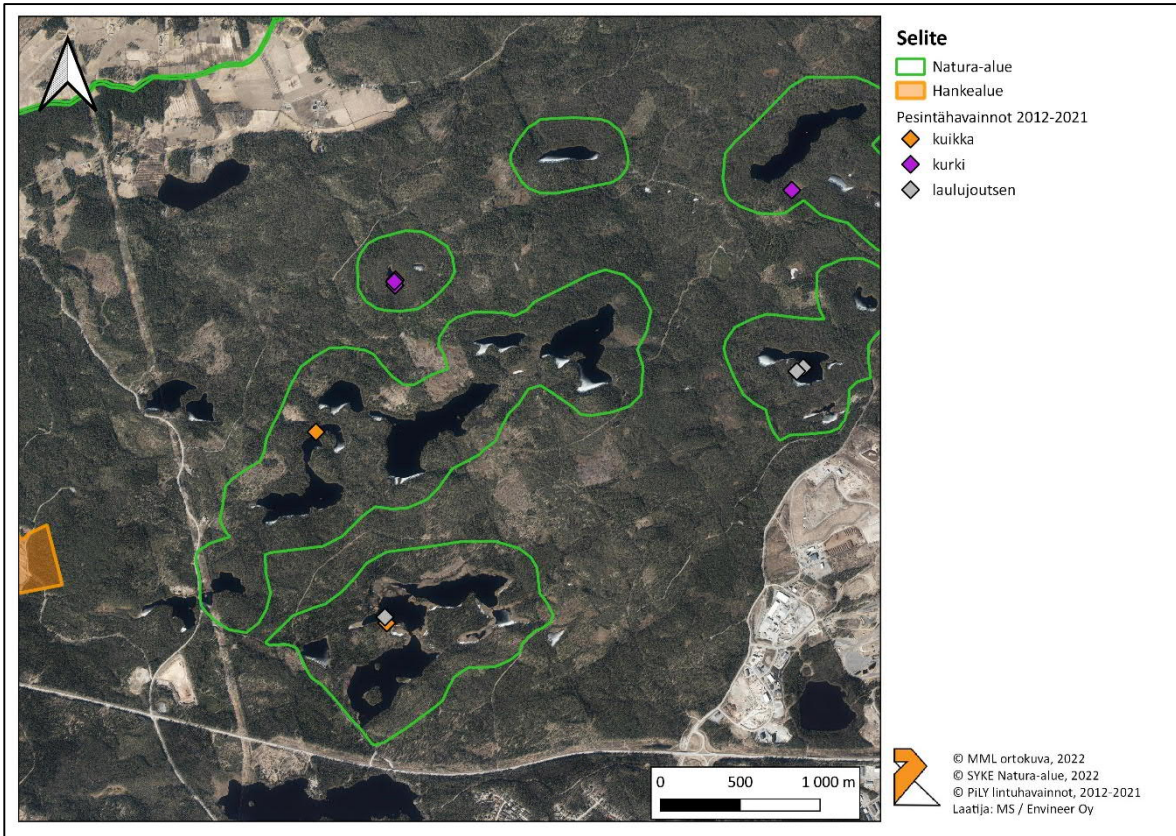 Selite
Natura-alue
Hankealue
Pesintähavainnot 2012-2021
kuikka
kurki
laulujoutsen
0 500 1 000 m
© MML ortokuva, 2022
© SYKE Natura-alue, 2022
© PiLY lintuhavainnot, 2012-2021
Laatija: MS / Envineer Oy